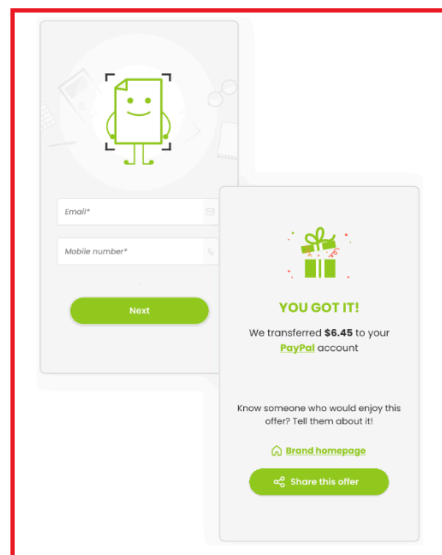 Email*
Mobile number*
Next
YOU GOT IT!
We transferred $6.45 to your
PayPal account
Know someone who would enjoy this
offer? Tell them about it!
Brand homepage
Share this offer